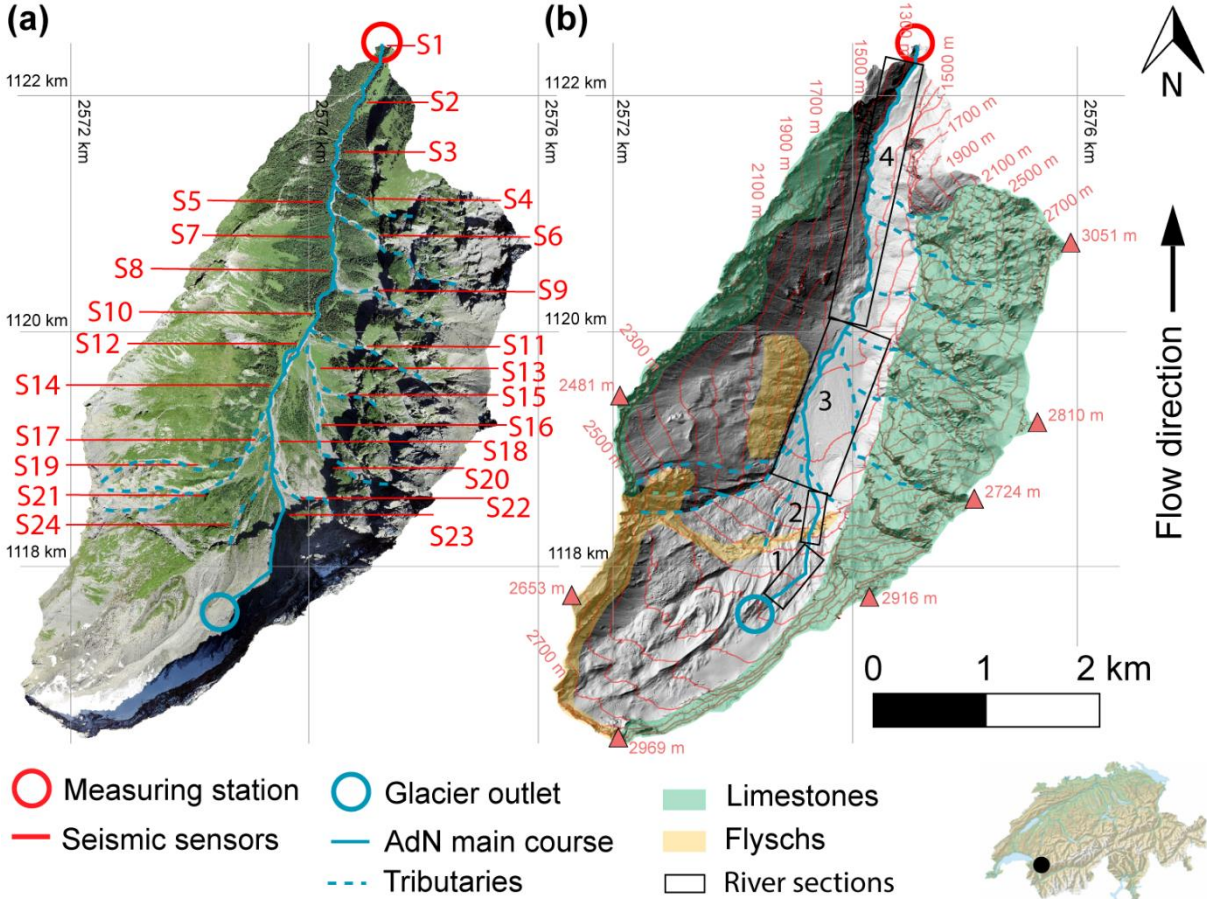 (a)
(b)
1122 km
1120 km
1118 km
2572 km
2574 km
2576 km
S1
S2
S3
S4
S5
S6
S7
S8
S9
S10
S11
S12
S13
S14
S15
S16
S17
S18
S19
S20
S21
S22
S23
S24
1122 km
1120 km
1118 km
2572 km
2576 km
1300 m
1500 m
1500 m
1700 m
1700 m
1900 m
1900 m
2100 m
2100 m
2500 m
2700 m
2300 m
2500 m
2700 m
3051 m
2481 m
2810 m
2724 m
2653 m
2916 m
2969 m
4
3
2
1
N
Flow direction
0 1 2 km
Measuring station
Glacier outlet
Limestones
Seismic sensors
AdN main course
Flyschs
Tributaries
River sections